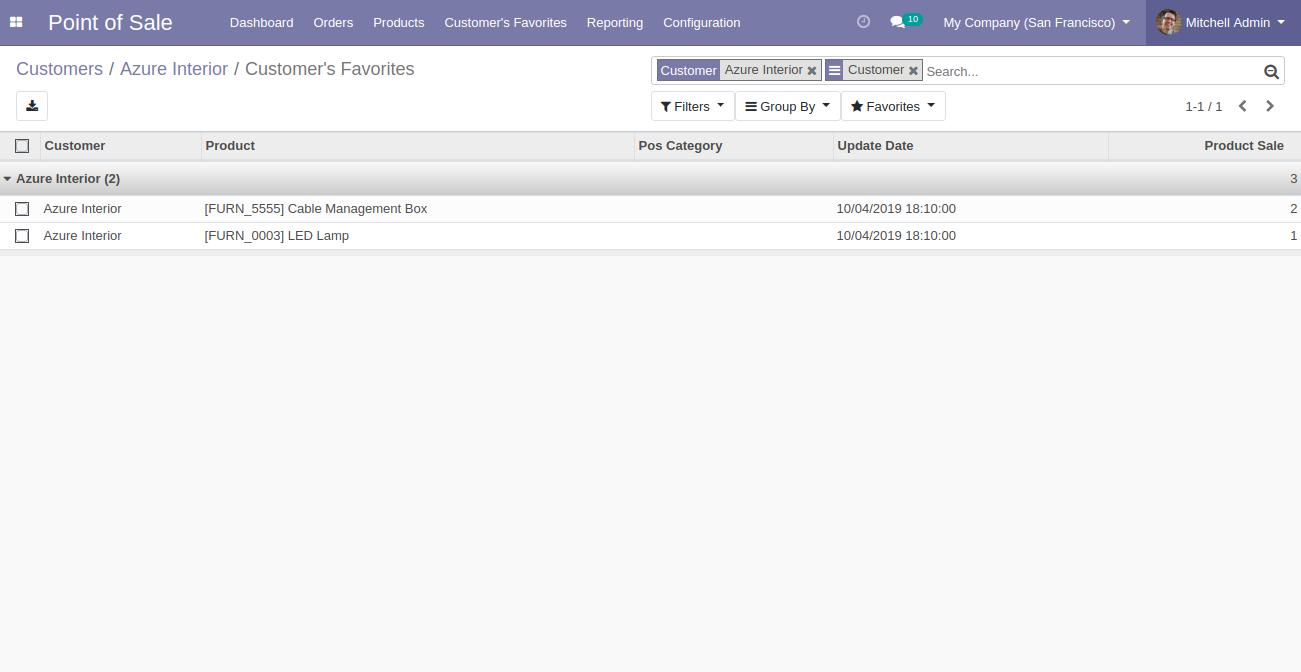 Point of Sale Dashboard Orders Products Customer's Favorites Reporting Configuration 10 My Company (San Francisco) Mitchell Admin
Customers / Azure Interior / Customer's Favorites Customer Azure Interior Customer Search...
Filters Group By Favorites 1-1 / 1
Customer Product Pos Category Update Date Product Sale
Azure Interior (2) 3
Azure Interior [FURN_5555] Cable Management Box 10/04/2019 18:10:00 2
Azure Interior [FURN_0003] LED Lamp 10/04/2019 18:10:00 1